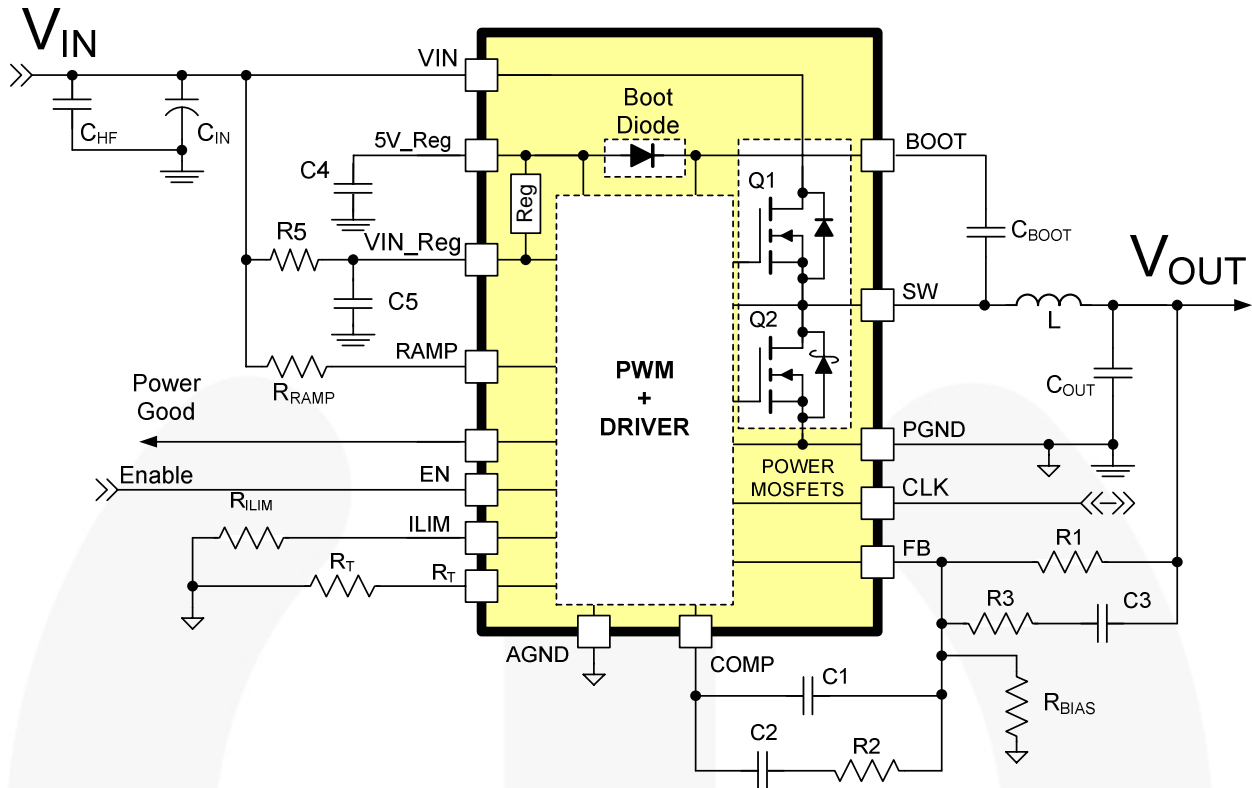 VIN
VIN
CHF
CIN
5V_Reg
Boot
Diode
BOOT
C4
Reg
Q1
R5
VIN_Reg
CBOOT
VOUT
C5
SW
L
Q2
RAMP
RRAMP
PWM
+
DRIVER
COUT
Power
Good
PGND
POWER
MOSFETS
Enable
EN
CLK
RILIM
ILIM
FB
R1
RT
RT
R3
C3
AGND
COMP
C1
RBIAS
C2
R2